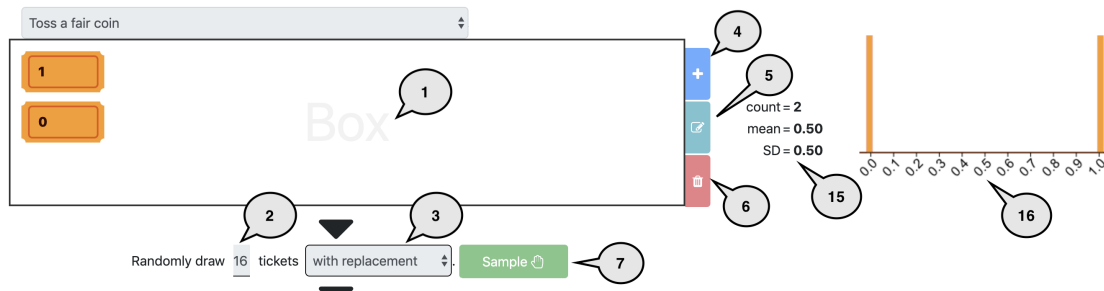 Toss a fair coin
4
1
1
+
5
Box
count = 2
0
mean = 0.50
SD = 0.50
0.0 0.1 0.2 0.3 0.4 0.5 0.6 0.7 0.8 0.9 1.0
6
15
16
2
3
Randomly draw 16 tickets with replacement . Sample
7